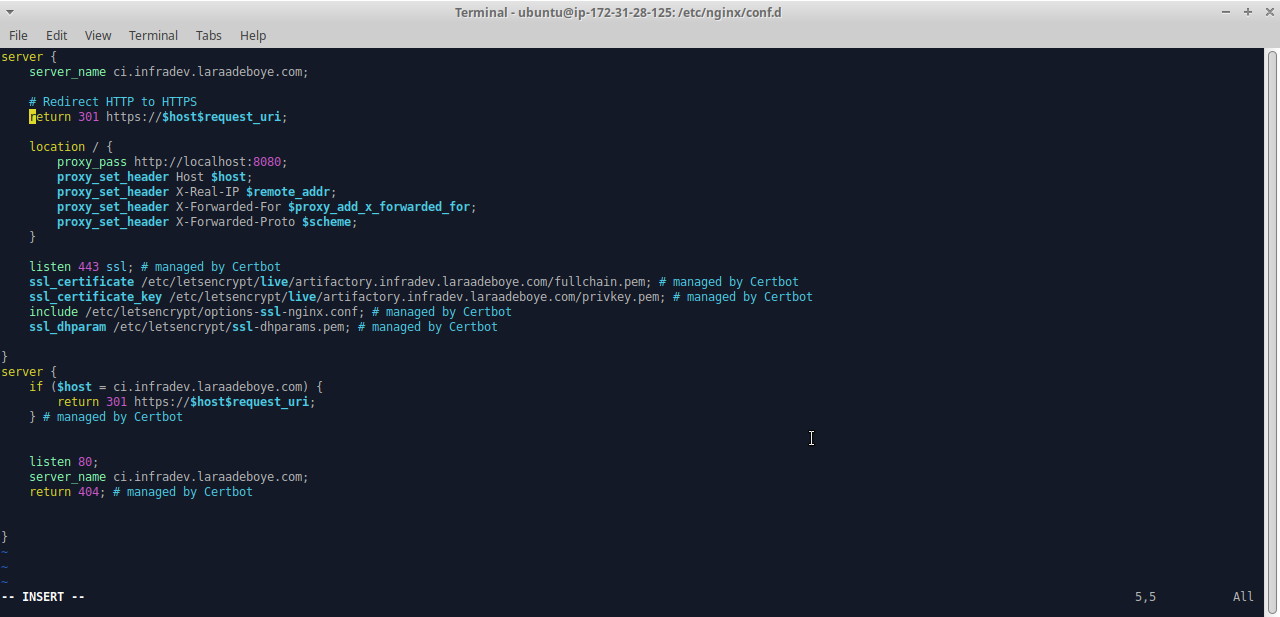 Terminal - ubuntu@ip-172-31-28-125: /etc/nginx/conf.d
File Edit View Terminal Tabs Help
server {
    server_name ci.infradev.laraadeboye.com;

    # Redirect HTTP to HTTPS
    return 301 https://$host$request_uri;

    location / {
        proxy_pass http://localhost:8080;
        proxy_set_header Host $host;
        proxy_set_header X-Real-IP $remote_addr;
        proxy_set_header X-Forwarded-For $proxy_add_x_forwarded_for;
        proxy_set_header X-Forwarded-Proto $scheme;
    }

    listen 443 ssl; # managed by Certbot
    ssl_certificate /etc/letsencrypt/live/artifactory.infradev.laraadeboye.com/fullchain.pem; # managed by Certbot
    ssl_certificate_key /etc/letsencrypt/live/artifactory.infradev.laraadeboye.com/privkey.pem; # managed by Certbot
    include /etc/letsencrypt/options-ssl-nginx.conf; # managed by Certbot
    ssl_dhparam /etc/letsencrypt/ssl-dhparams.pem; # managed by Certbot

}
server {
    if ($host = ci.infradev.laraadeboye.com) {
        return 301 https://$host$request_uri;
    } # managed by Certbot


    listen 80;
    server_name ci.infradev.laraadeboye.com;
    return 404; # managed by Certbot


}
~
~
~
-- INSERT -- 5,5 All